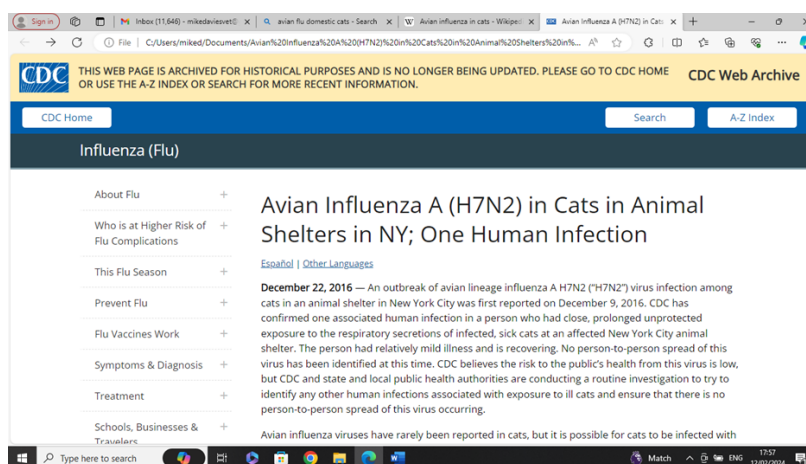 Sign in
Inbox (11,646) - mikedaviesvet@
avian flu domestic cats - Search
Avian influenza in cats - Wikiped
Avian Influenza A (H7N2) in Cats
File
C:/Users/miked/Documents/Avian%20Influenza%20A%20(H7N2)%20in%20Cats%20in%20Animal%20Shelters%20in%...
CDC
THIS WEB PAGE IS ARCHIVED FOR HISTORICAL PURPOSES AND IS NO LONGER BEING UPDATED. PLEASE GO TO CDC HOME
OR USE THE A-Z INDEX OR SEARCH FOR MORE RECENT INFORMATION.
CDC Web Archive
CDC Home
Search
A-Z Index
Influenza (Flu)
About Flu
Who is at Higher Risk of
Flu Complications
This Flu Season
Prevent Flu
Flu Vaccines Work
Symptoms & Diagnosis
Treatment
Schools, Businesses &
Travelers
Avian Influenza A (H7N2) in Cats in Animal
Shelters in NY; One Human Infection
Español | Other Languages
December 22, 2016 — An outbreak of avian lineage influenza A H7N2 ("H7N2") virus infection among
cats in an animal shelter in New York City was first reported on December 9, 2016. CDC has
confirmed one associated human infection in a person who had close, prolonged unprotected
exposure to the respiratory secretions of infected, sick cats at an affected New York City animal
shelter. The person had relatively mild illness and is recovering. No person-to-person spread of this
virus has been identified at this time. CDC believes the risk to the public's health from this virus is low,
but CDC and state and local public health authorities are conducting a routine investigation to try to
identify any other human infections associated with exposure to ill cats and ensure that there is no
person-to-person spread of this virus occurring.
Avian influenza viruses have rarely been reported in cats, but it is possible for cats to be infected with
Type here to search
Match
ENG
17:57
12/02/2024